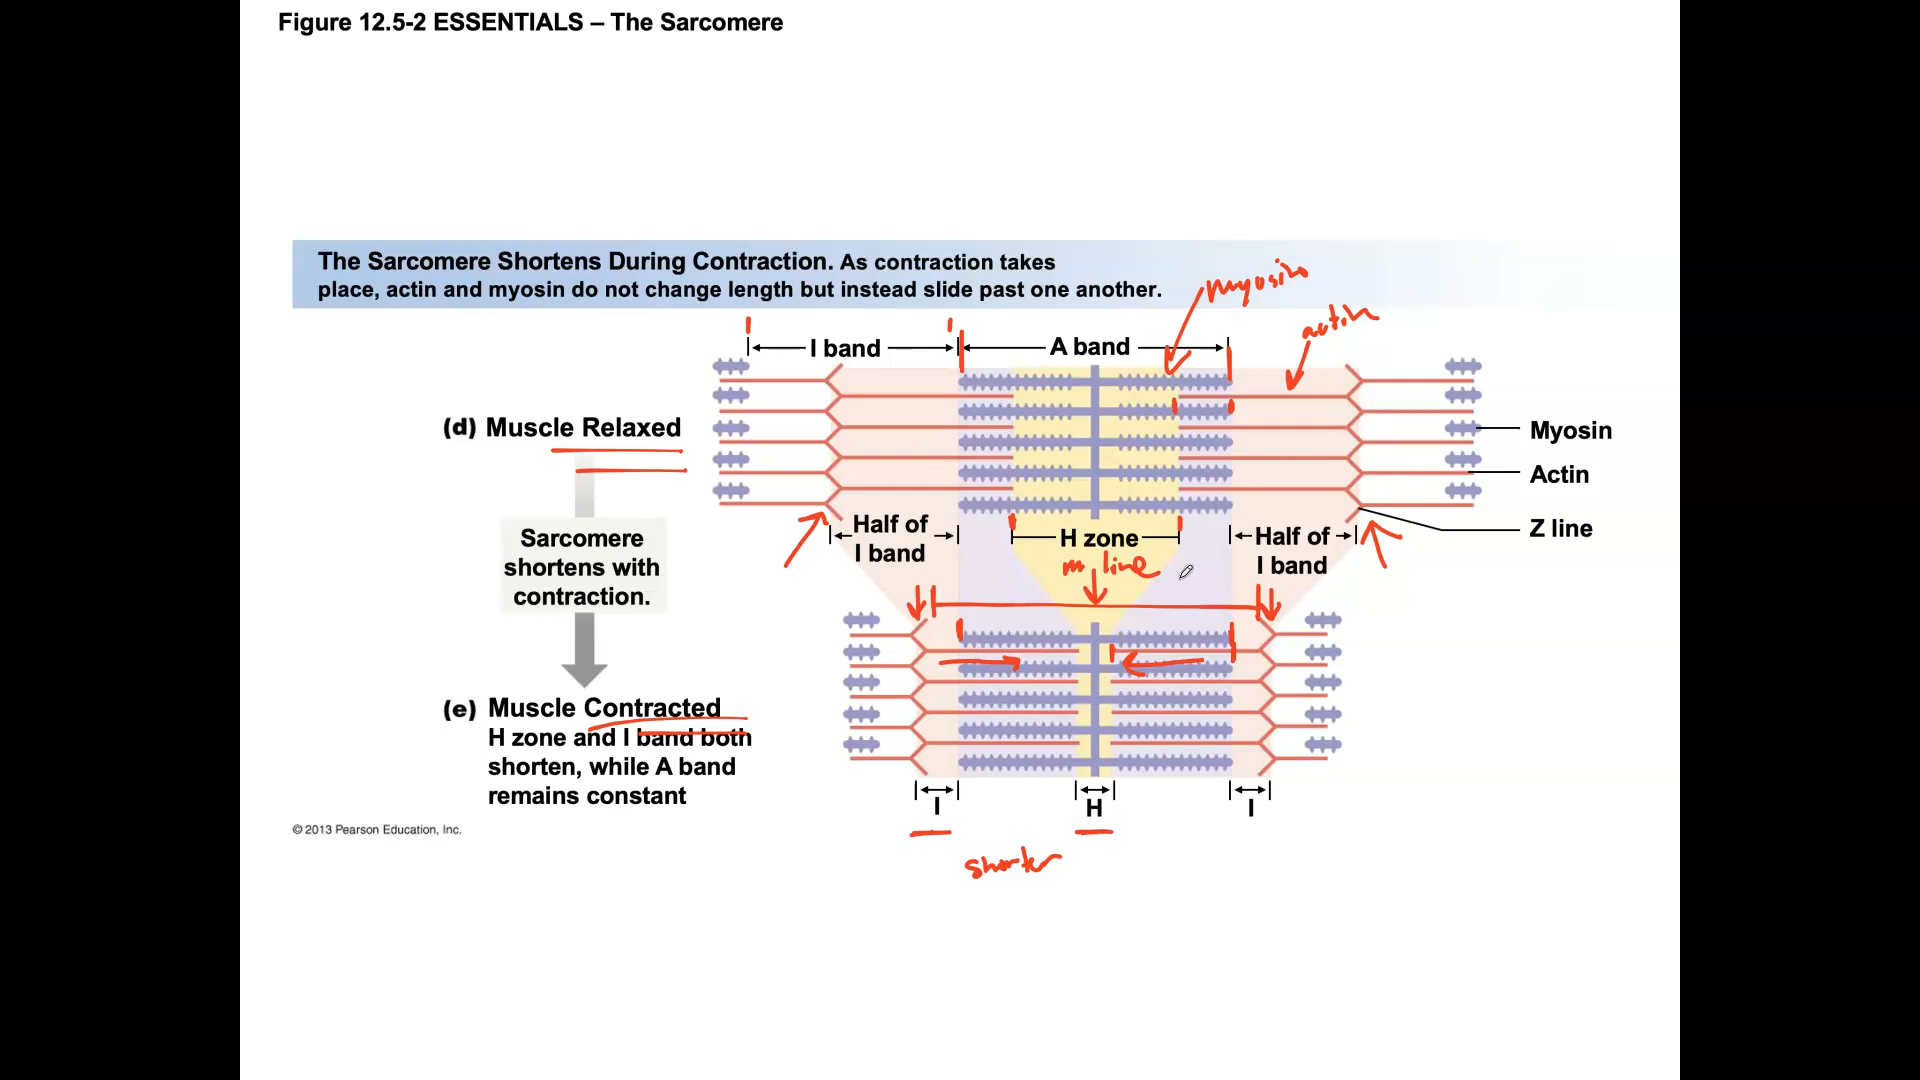 Figure 12.5-2 ESSENTIALS – The Sarcomere
The Sarcomere Shortens During Contraction. As contraction takes
place, actin and myosin do not change length but instead slide past one another.
myosin
actin
I band
A band
(d) Muscle Relaxed
Myosin
Actin
Z line
Half of
I band
H zone
Half of
I band
m line
Sarcomere
shortens with
contraction.
(e) Muscle Contracted
H zone and I band both
shorten, while A band
remains constant
I
H
I
shorter
© 2013 Pearson Education, Inc.